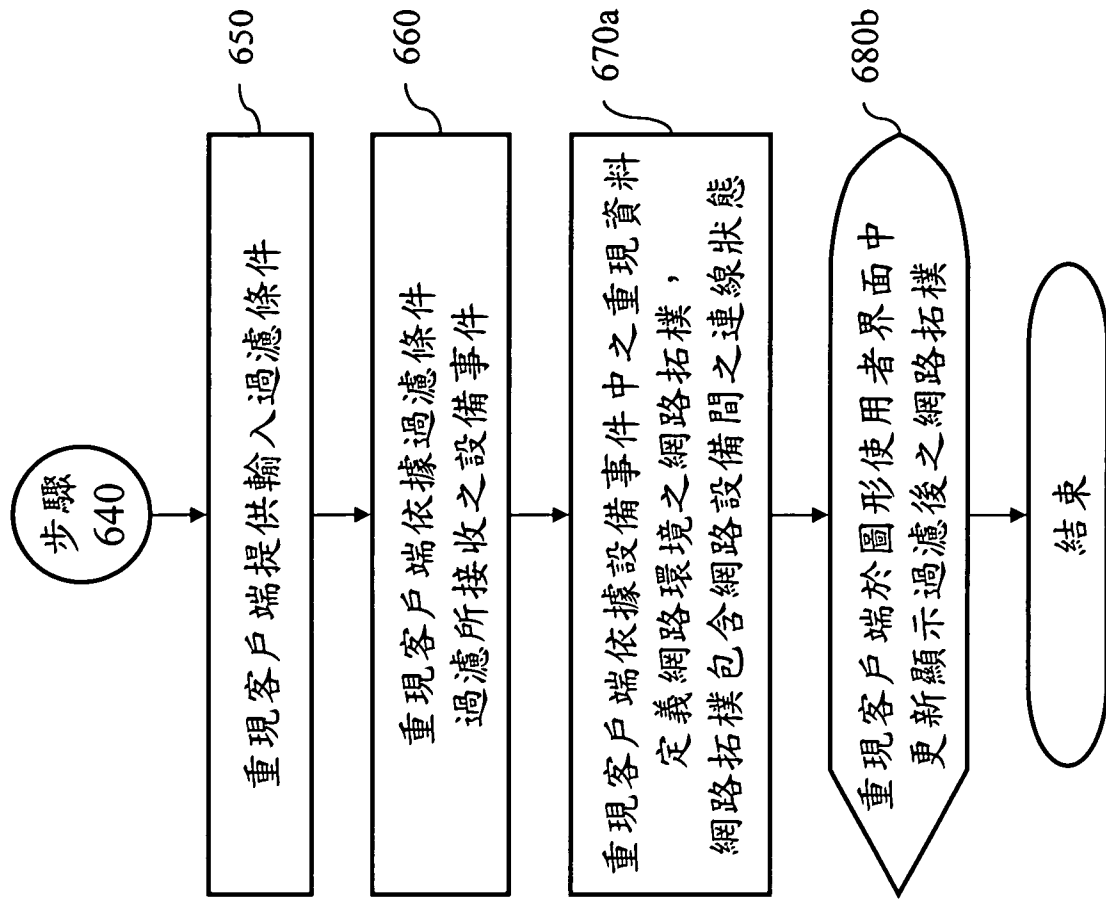 步驟
640
重現客戶端提供輸入過濾條件
650
重現客戶端依據過濾條件
過濾所接收之設備事件
660
重現客戶端依據設備事件中之重現資料
定義網路環境之網路拓樸，
網路拓樸包含網路設備間之連線狀態
670a
重現客戶端於圖形使用者界面中
更新顯示過濾後之網路拓樸
680b
結束